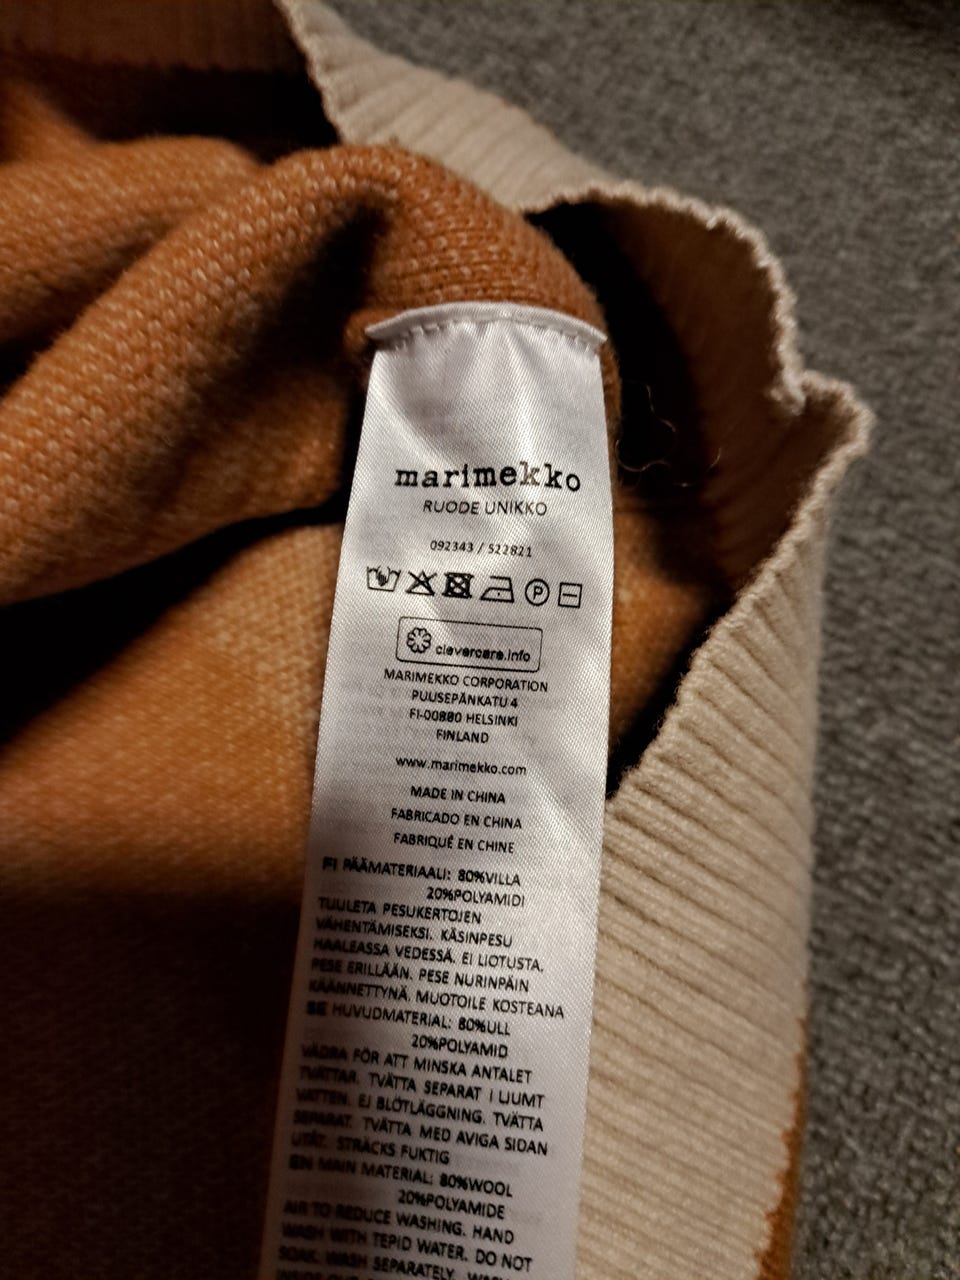 marimekko
RUODE UNIKKO
092343 / 522821
P
clevercare.info
MARIMEKKO CORPORATION
PUUSEPÄNKATU 4
FI-00880 HELSINKI
FINLAND
www.marimekko.com
MADE IN CHINA
FABRICADO EN CHINA
FABRIQUÉ EN CHINE
FI PÄÄMATERIAALI: 80%VILLA
20%POLYAMIDI
TUULETA PESUKERTOJEN
VÄHENTÄMISEKSI. KÄSINPESU
HAALEASSA VEDESSÄ. EI LIOTUSTA.
PESE ERILLÄÄN. PESE NURINPÄIN
KÄÄNNETTYNÄ. MUOTOILE KOSTEANA
SE HUVUDMATERIAL: 80%ULL
20%POLYAMID
VÄDRA FÖR ATT MINSKA ANTALET
TVÄTTAR. TVÄTTA SEPARAT I LJUMT
VATTEN. EJ BLÖTLÄGGNING. TVÄTTA
SEPARAT. TVÄTTA MED AVIGA SIDAN
UTÅT. STRÄCKS FUKTIG
EN MAIN MATERIAL: 80%WOOL
20%POLYAMIDE
AIR TO REDUCE WASHING. HAND
WASH WITH TEPID WATER. DO NOT
SOAK. WASH SEPARATELY.